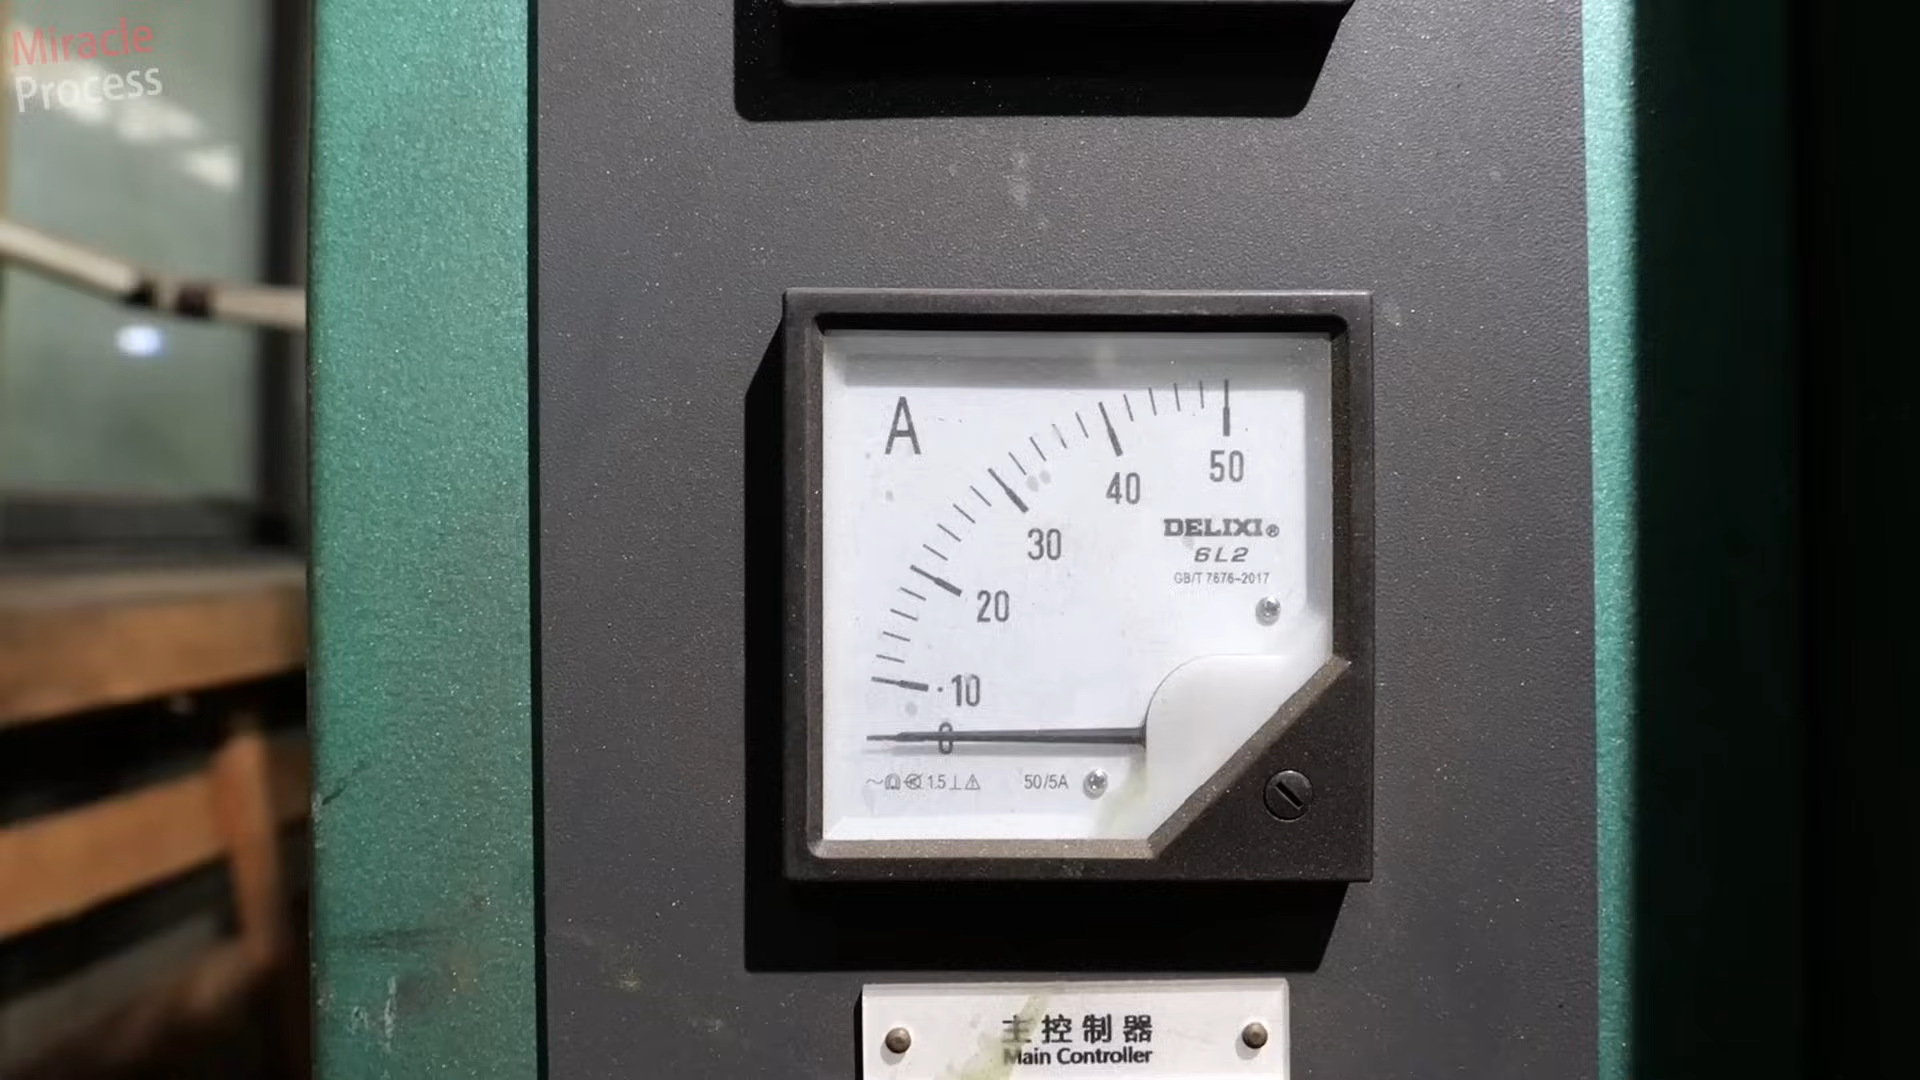 Miracle
Process
A
50
40
30
20
10
0
DELIXI®
6L2
GB/T 7676-2017
1.5
50/5A
主控制器
Main Controller